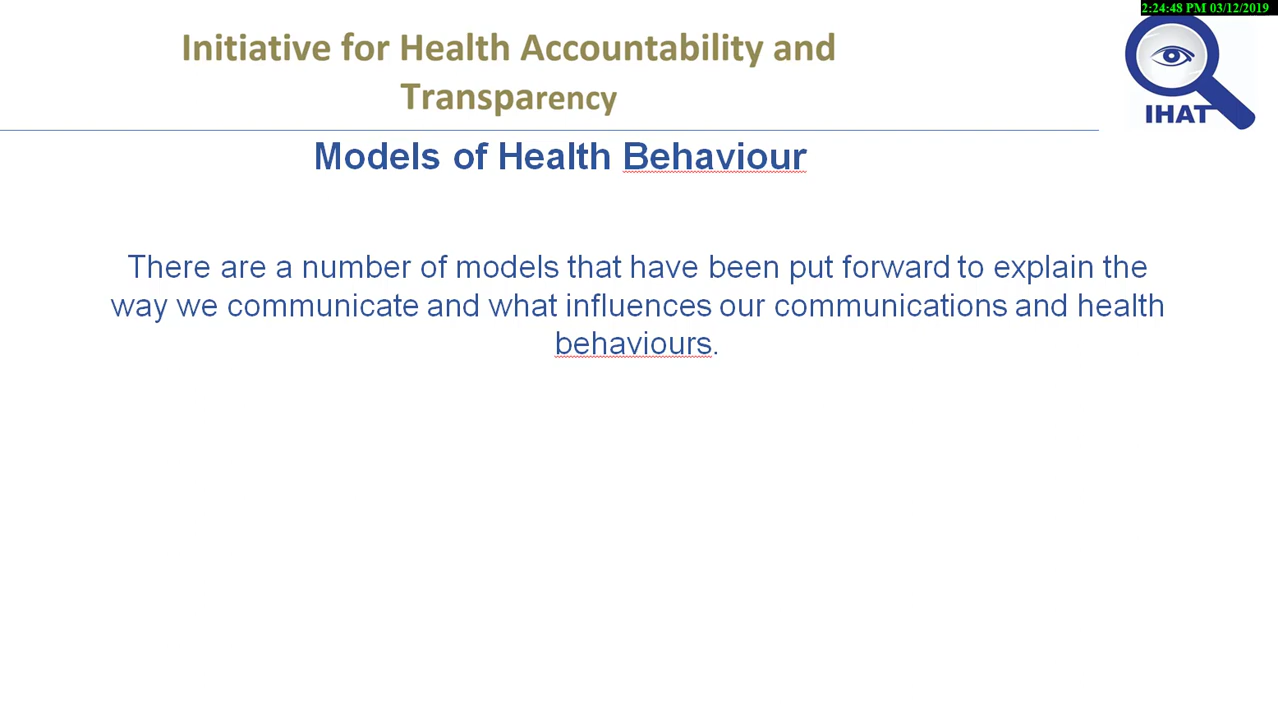 2:24:48 PM 03/12/2019
Initiative for Health Accountability and
Transparency
IHAT
Models of Health Behaviour
There are a number of models that have been put forward to explain the
way we communicate and what influences our communications and health
behaviours.